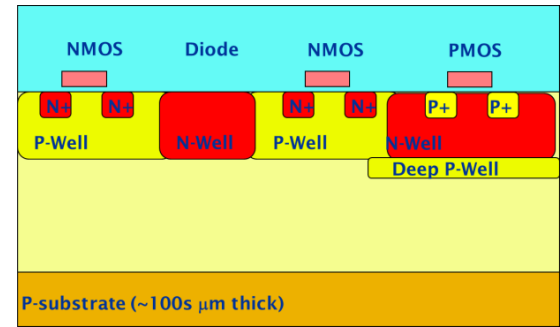 NMOS Diode NMOS PMOS
N+ N+ N+ N+ P+ P+
P-Well N-Well P-Well N-Well
Deep P-Well
P-substrate (~100s μm thick)